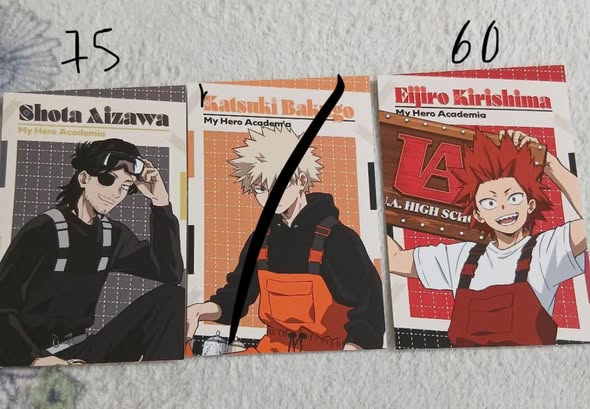 75
60
Shota Aizawa
My Hero Academia
Katsuki Bakugo
My Hero Academia
Eijiro Kirishima
My Hero Academia
UA
U.A. HIGH SCHO